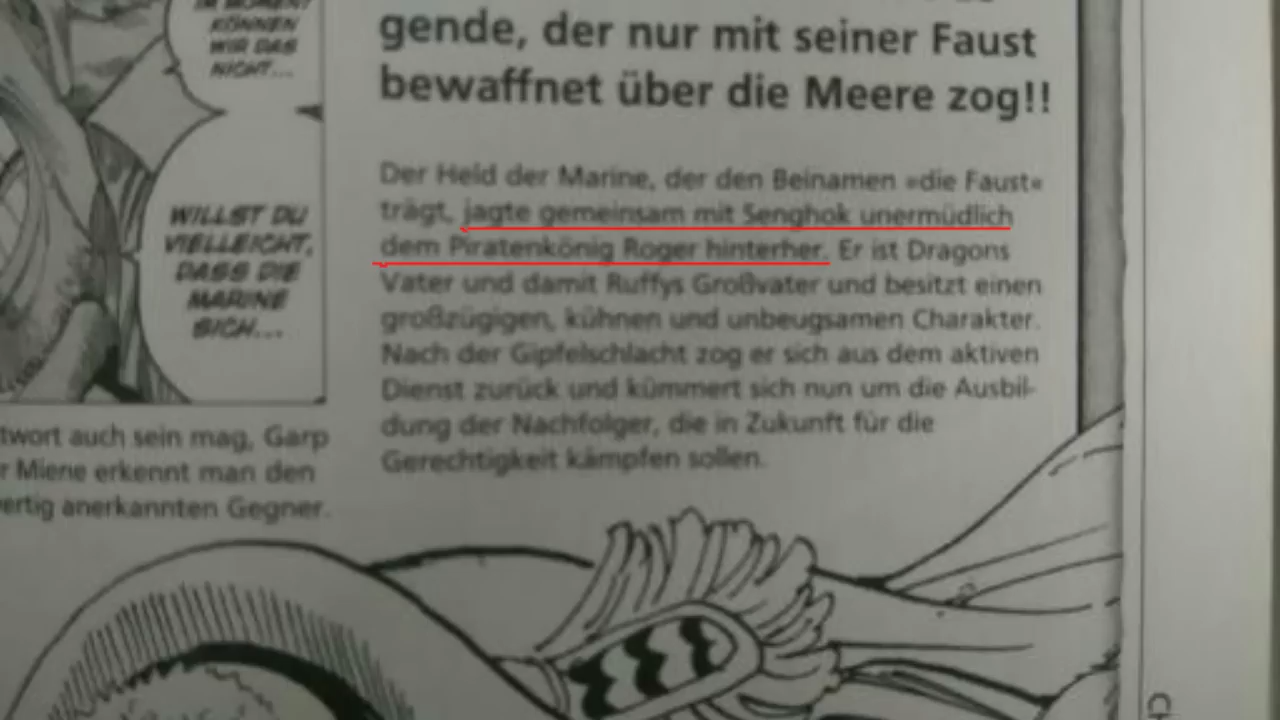 KÖNNEN
WIR DAS
NICHT...
WILLST DU
VIELLEICHT,
DASS DIE
MARINE
SICH...
twort auch sein mag, Garp
r Miene erkennt man den
ertig anerkannten Gegner.
gende, der nur mit seiner Faust
bewaffnet über die Meere zog!!
Der Held der Marine, der den Beinamen »die Faust«
trägt, jagte gemeinsam mit Senghok unermüdlich
dem Piratenkönig Roger hinterher. Er ist Dragons
Vater und damit Ruffys Großvater und besitzt einen
großzügigen, kühnen und unbeugsamen Charakter.
Nach der Gipfelschlacht zog er sich aus dem aktiven
Dienst zurück und kümmert sich nun um die Ausbil-
dung der Nachfolger, die in Zukunft für die
Gerechtigkeit kämpfen sollen.